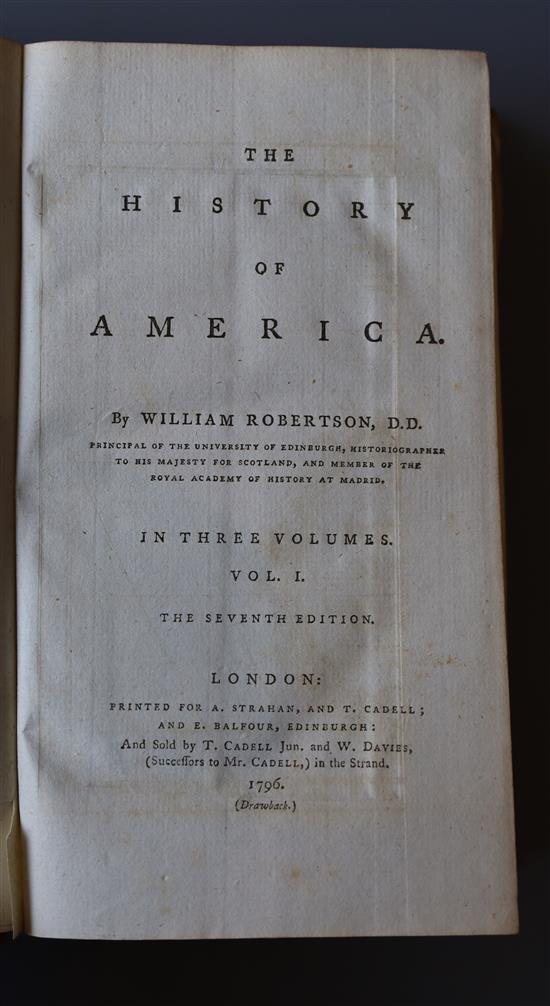 THE
HISTORY
OF
AMERICA.
By WILLIAM ROBERTSON, D.D.
PRINCIPAL OF THE UNIVERSITY OF EDINBURGH, HISTORIOGRAPHER
TO HIS MAJESTY FOR SCOTLAND, AND MEMBER OF THE
ROYAL ACADEMY OF HISTORY AT MADRID.
IN THREE VOLUMES.
VOL. I.
THE SEVENTH EDITION.
LONDON:
PRINTED FOR A. STRAHAN, AND T. CADELL;
AND E. BALFOUR, EDINBURGH:
And Sold by T. CADELL Jun. and W. DAVIES,
(Succeſſors to Mr. CADELL,) in the Strand.
1796.
(Drawback.)